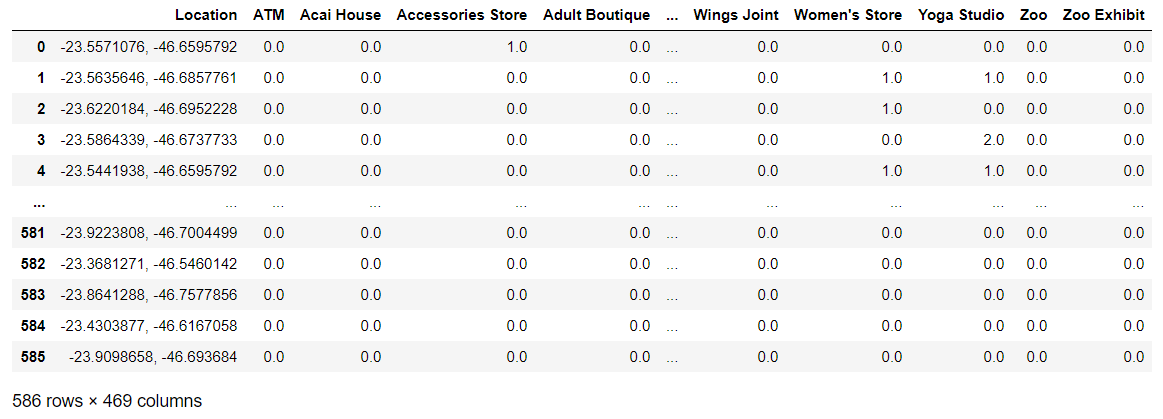 Location ATM Acai House Accessories Store Adult Boutique ... Wings Joint Women's Store Yoga Studio Zoo Zoo Exhibit
0 -23.5571076, -46.6595792 0.0 0.0 1.0 0.0 ... 0.0 0.0 0.0 0.0 0.0
1 -23.5635646, -46.6857761 0.0 0.0 0.0 0.0 ... 0.0 1.0 1.0 0.0 0.0
2 -23.6220184, -46.6952228 0.0 0.0 0.0 0.0 ... 0.0 1.0 0.0 0.0 0.0
3 -23.5864339, -46.6737733 0.0 0.0 0.0 0.0 ... 0.0 0.0 2.0 0.0 0.0
4 -23.5441938, -46.6595792 0.0 0.0 0.0 0.0 ... 0.0 1.0 1.0 0.0 0.0
... ... ... ... ... ... ... ... ... ... ... ...
581 -23.9223808, -46.7004499 0.0 0.0 0.0 0.0 ... 0.0 0.0 0.0 0.0 0.0
582 -23.3681271, -46.5460142 0.0 0.0 0.0 0.0 ... 0.0 0.0 0.0 0.0 0.0
583 -23.8641288, -46.7577856 0.0 0.0 0.0 0.0 ... 0.0 0.0 0.0 0.0 0.0
584 -23.4303877, -46.6167058 0.0 0.0 0.0 0.0 ... 0.0 0.0 0.0 0.0 0.0
585 -23.9098658, -46.693684 0.0 0.0 0.0 0.0 ... 0.0 0.0 0.0 0.0 0.0
586 rows × 469 columns